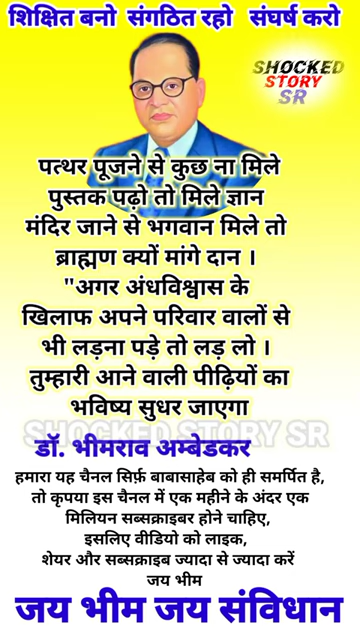 शिक्षित बनो संगठित रहो संघर्ष करो
SHOCKED
STORY
SR
पत्थर पूजने से कुछ ना मिले
पुस्तक पढ़ो तो मिले ज्ञान
मंदिर जाने से भगवान मिले तो
ब्राह्मण क्यों मांगे दान ।
"अगर अंधविश्वास के
खिलाफ अपने परिवार वालों से
भी लड़ना पड़े तो लड़ लो ।
तुम्हारी आने वाली पीढ़ियों का
भविष्य सुधर जाएगा
SHOCKED STORY SR
डॉ. भीमराव अम्बेडकर
हमारा यह चैनल सिर्फ़ बाबासाहेब को ही समर्पित है,
तो कृपया इस चैनल में एक महीने के अंदर एक
मिलियन सब्सक्राइबर होने चाहिए,
इसलिए वीडियो को लाइक,
शेयर और सब्सक्राइब ज्यादा से ज्यादा करें
जय भीम
जय भीम जय संविधान